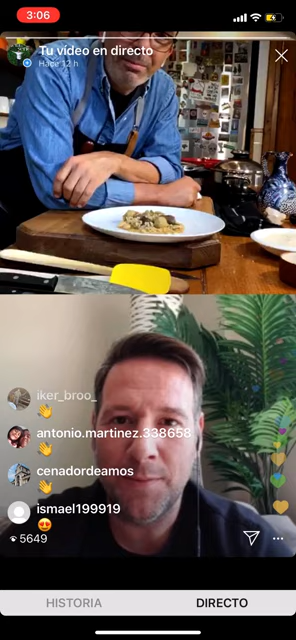 3:06
Tu vídeo en directo
Hace 12 h
iker_broo_
antonio.martinez.338658
cenadordeamos
ismael199919
5649
HISTORIA
DIRECTO